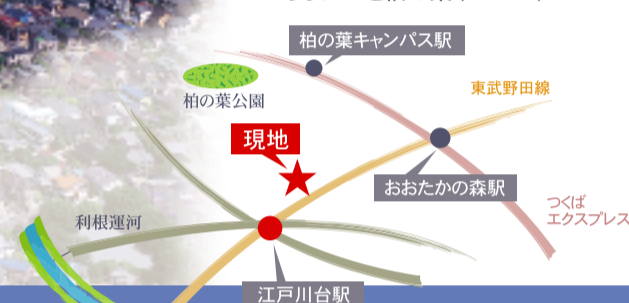 柏の葉キャンパス駅
東武野田線
柏の葉公園
現地
おおたかの森駅
つくば
エクスプレス
利根運河
江戸川台駅